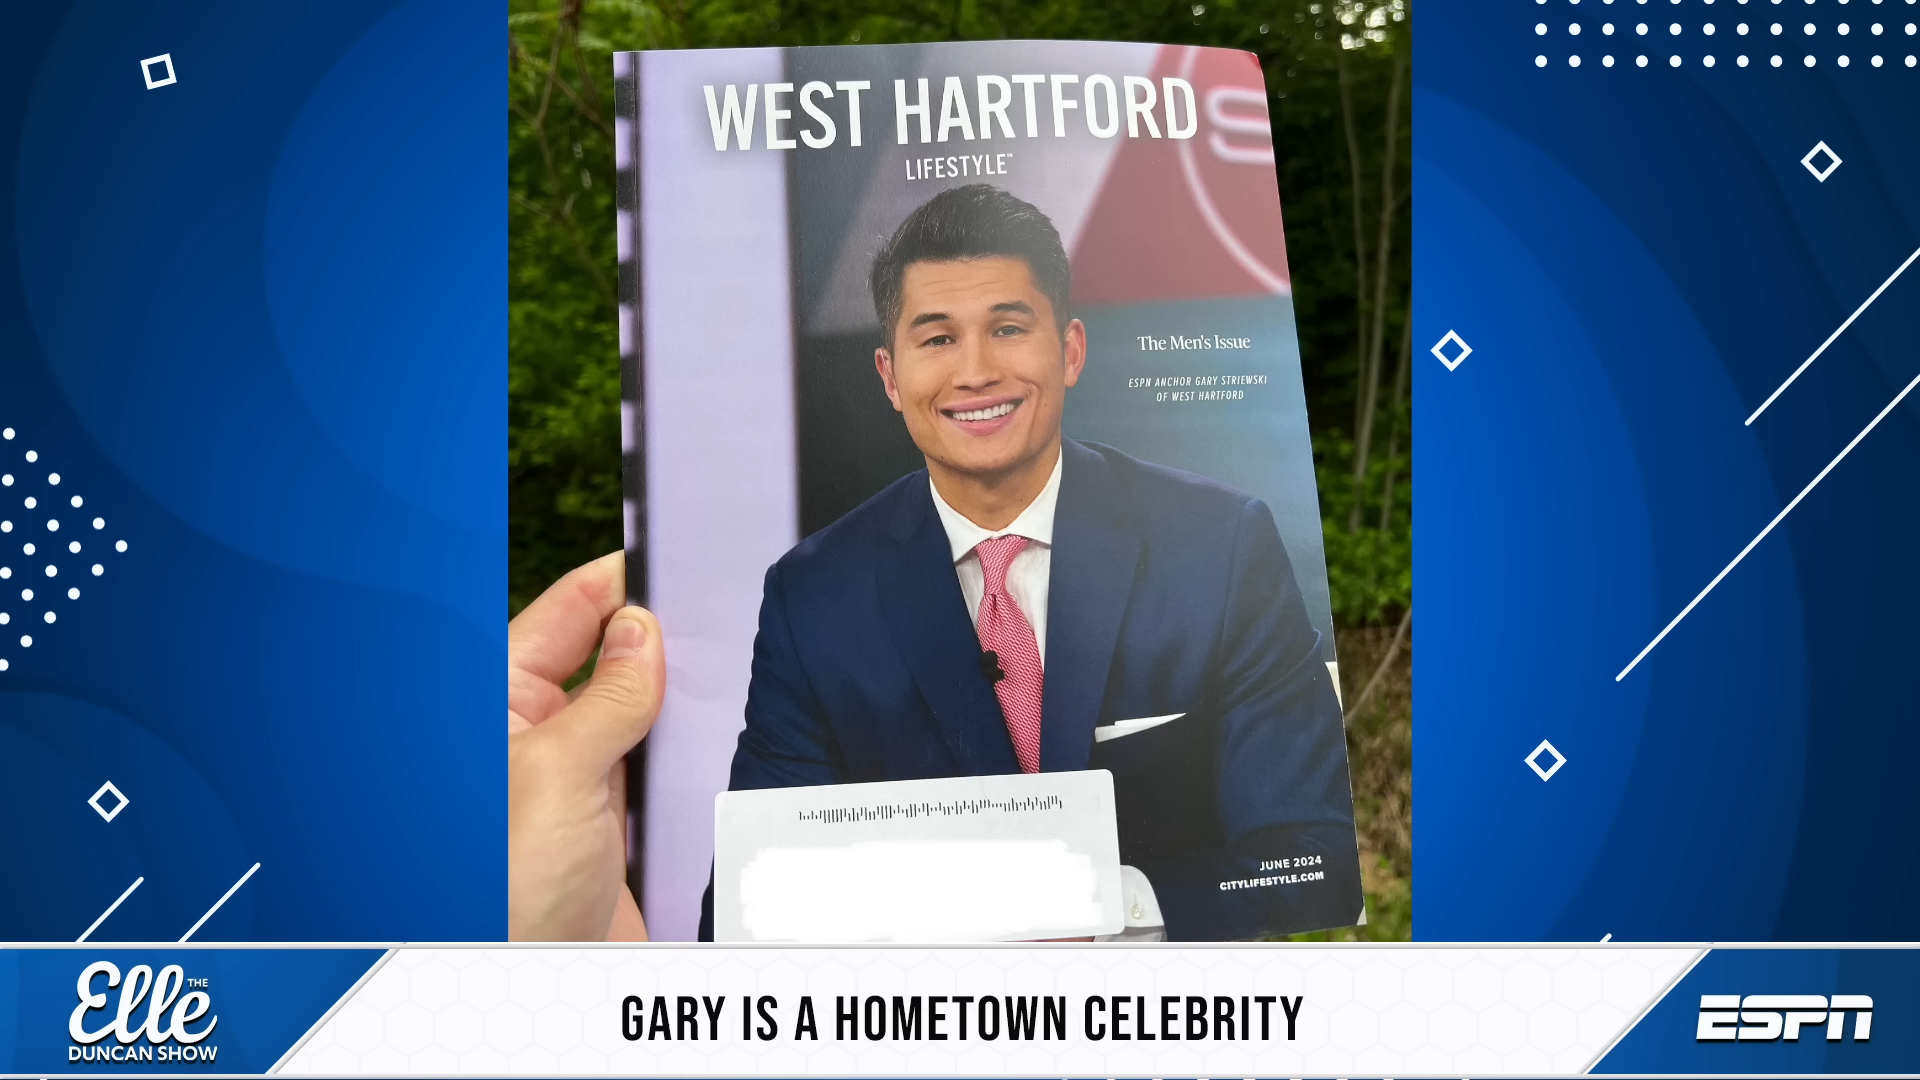 WEST HARTFORD
LIFESTYLE™
The Men's Issue
ESPN ANCHOR GARY STRIEWSKI
OF WEST HARTFORD
JUNE 2024
CITYLIFESTYLE.COM
THE
Elle
DUNCAN SHOW
GARY IS A HOMETOWN CELEBRITY
ESPN